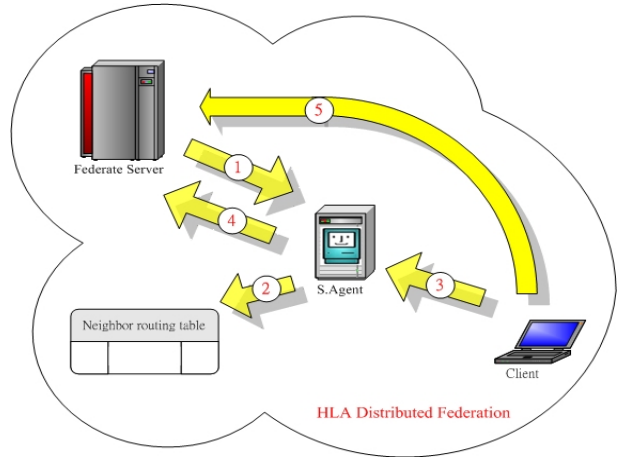 5
Federate Server
1
4
S.Agent
2
3
Neighbor routing table
Client
HLA Distributed Federation